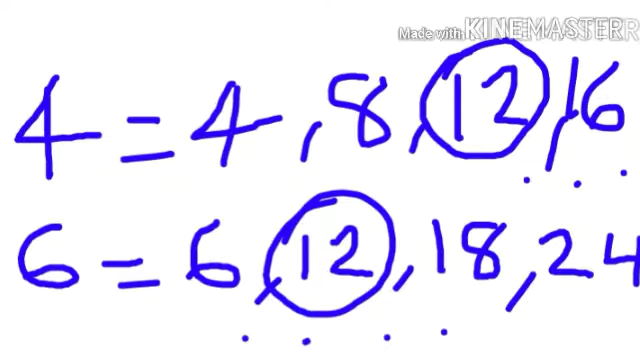 Made with KINEMASTER
4 = 4, 8, 12, 16
. . .
6 = 6, 12, 18, 24
. . . .